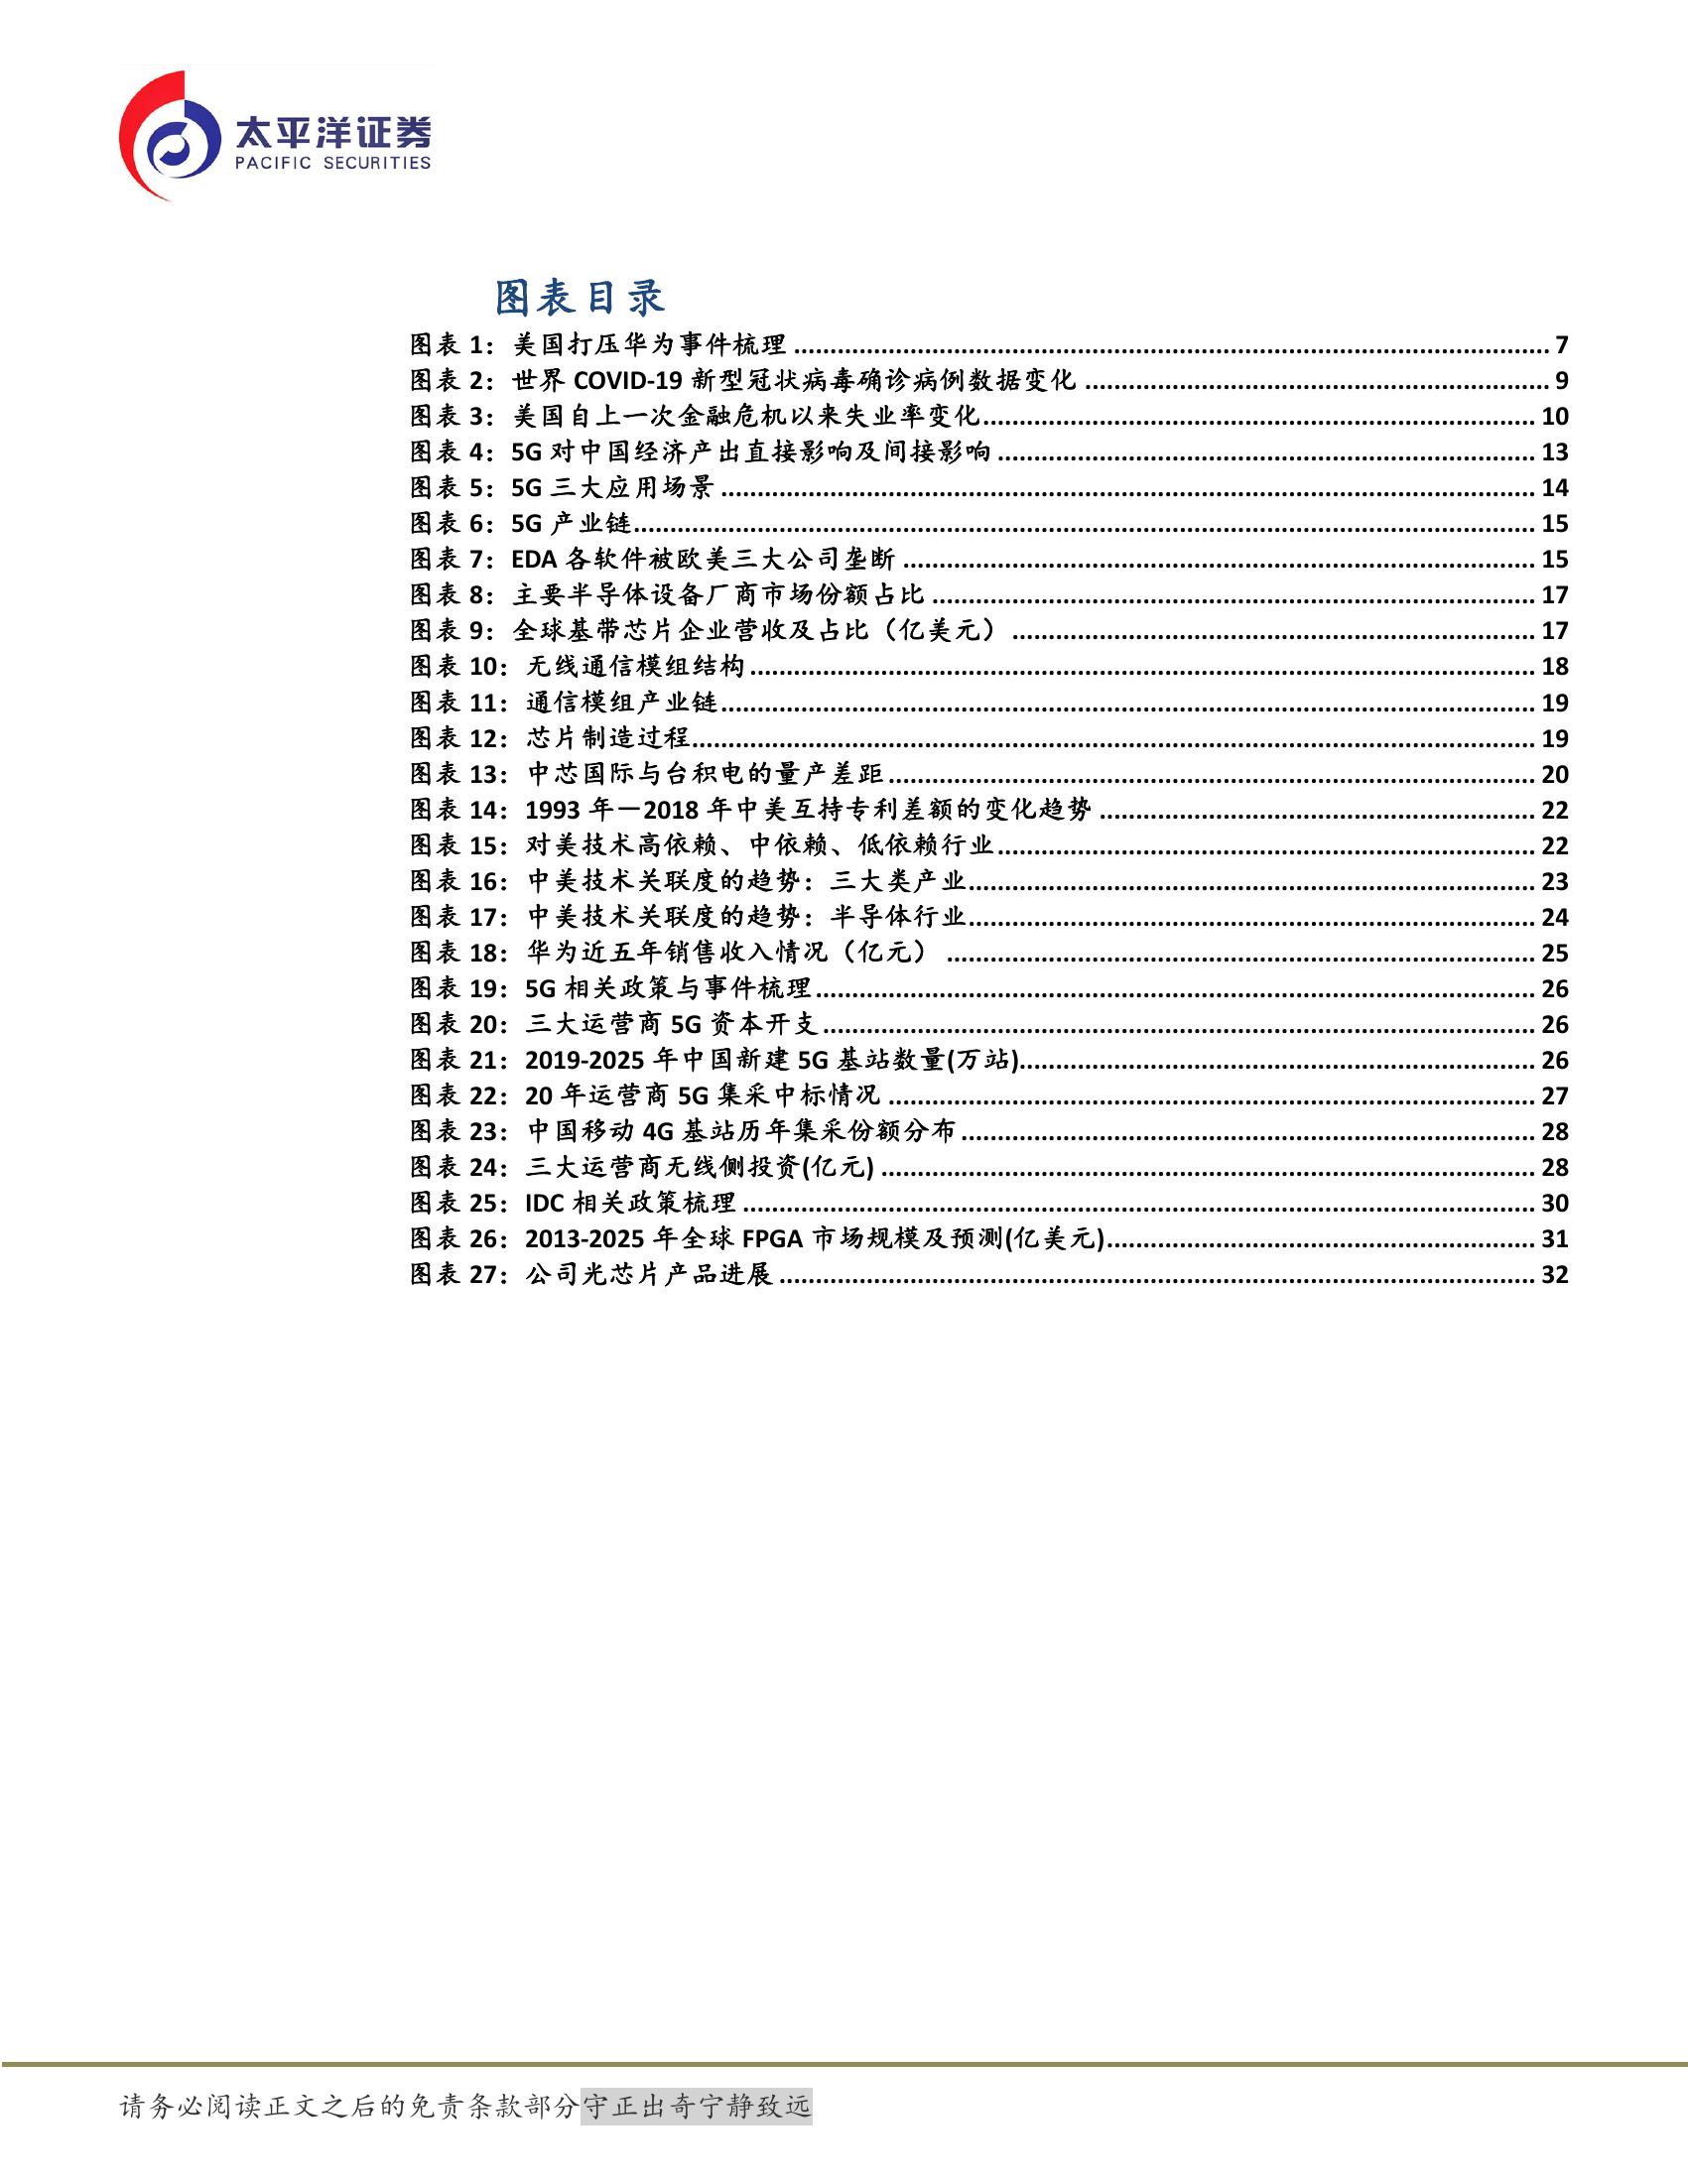 太平洋证券
PACIFIC SECURITIES
图表目录
图表 1：美国打压华为事件梳理 ........ 7
图表 2：世界 COVID-19 新型冠状病毒确诊病例数据变化 ........ 9
图表 3：美国自上一次金融危机以来失业率变化........ 10
图表 4：5G 对中国经济产出直接影响及间接影响 ........ 13
图表 5：5G 三大应用场景 ........ 14
图表 6：5G 产业链........ 15
图表 7：EDA 各软件被欧美三大公司垄断 ........ 15
图表 8：主要半导体设备厂商市场份额占比 ........ 17
图表 9：全球基带芯片企业营收及占比（亿美元） ........ 17
图表 10：无线通信模组结构 ........ 18
图表 11：通信模组产业链........ 19
图表 12：芯片制造过程........ 19
图表 13：中芯国际与台积电的量产差距 ........ 20
图表 14：1993 年—2018 年中美互持专利差额的变化趋势 ........ 22
图表 15：对美技术高依赖、中依赖、低依赖行业........ 22
图表 16：中美技术关联度的趋势：三大类产业........ 23
图表 17：中美技术关联度的趋势：半导体行业........ 24
图表 18：华为近五年销售收入情况（亿元） ........ 25
图表 19：5G 相关政策与事件梳理........ 26
图表 20：三大运营商 5G 资本开支........ 26
图表 21：2019-2025 年中国新建 5G 基站数量(万站)........ 26
图表 22：20 年运营商 5G 集采中标情况 ........ 27
图表 23：中国移动 4G 基站历年集采份额分布........ 28
图表 24：三大运营商无线侧投资(亿元) ........ 28
图表 25：IDC 相关政策梳理 ........ 30
图表 26：2013-2025 年全球 FPGA 市场规模及预测(亿美元)........ 31
图表 27：公司光芯片产品进展 ........ 32
请务必阅读正文之后的免责条款部分守正出奇宁静致远